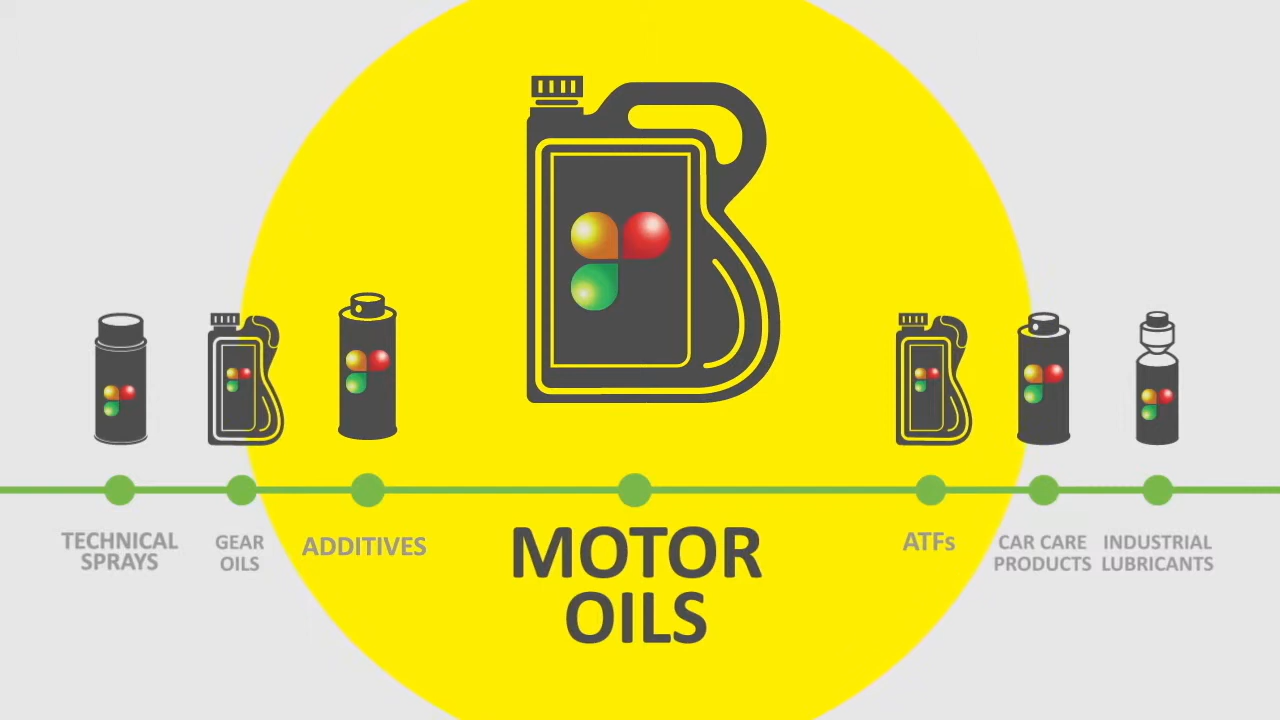 TECHNICAL
SPRAYS
GEAR
OILS
ADDITIVES
MOTOR
OILS
ATFs
CAR CARE
PRODUCTS
INDUSTRIAL
LUBRICANTS